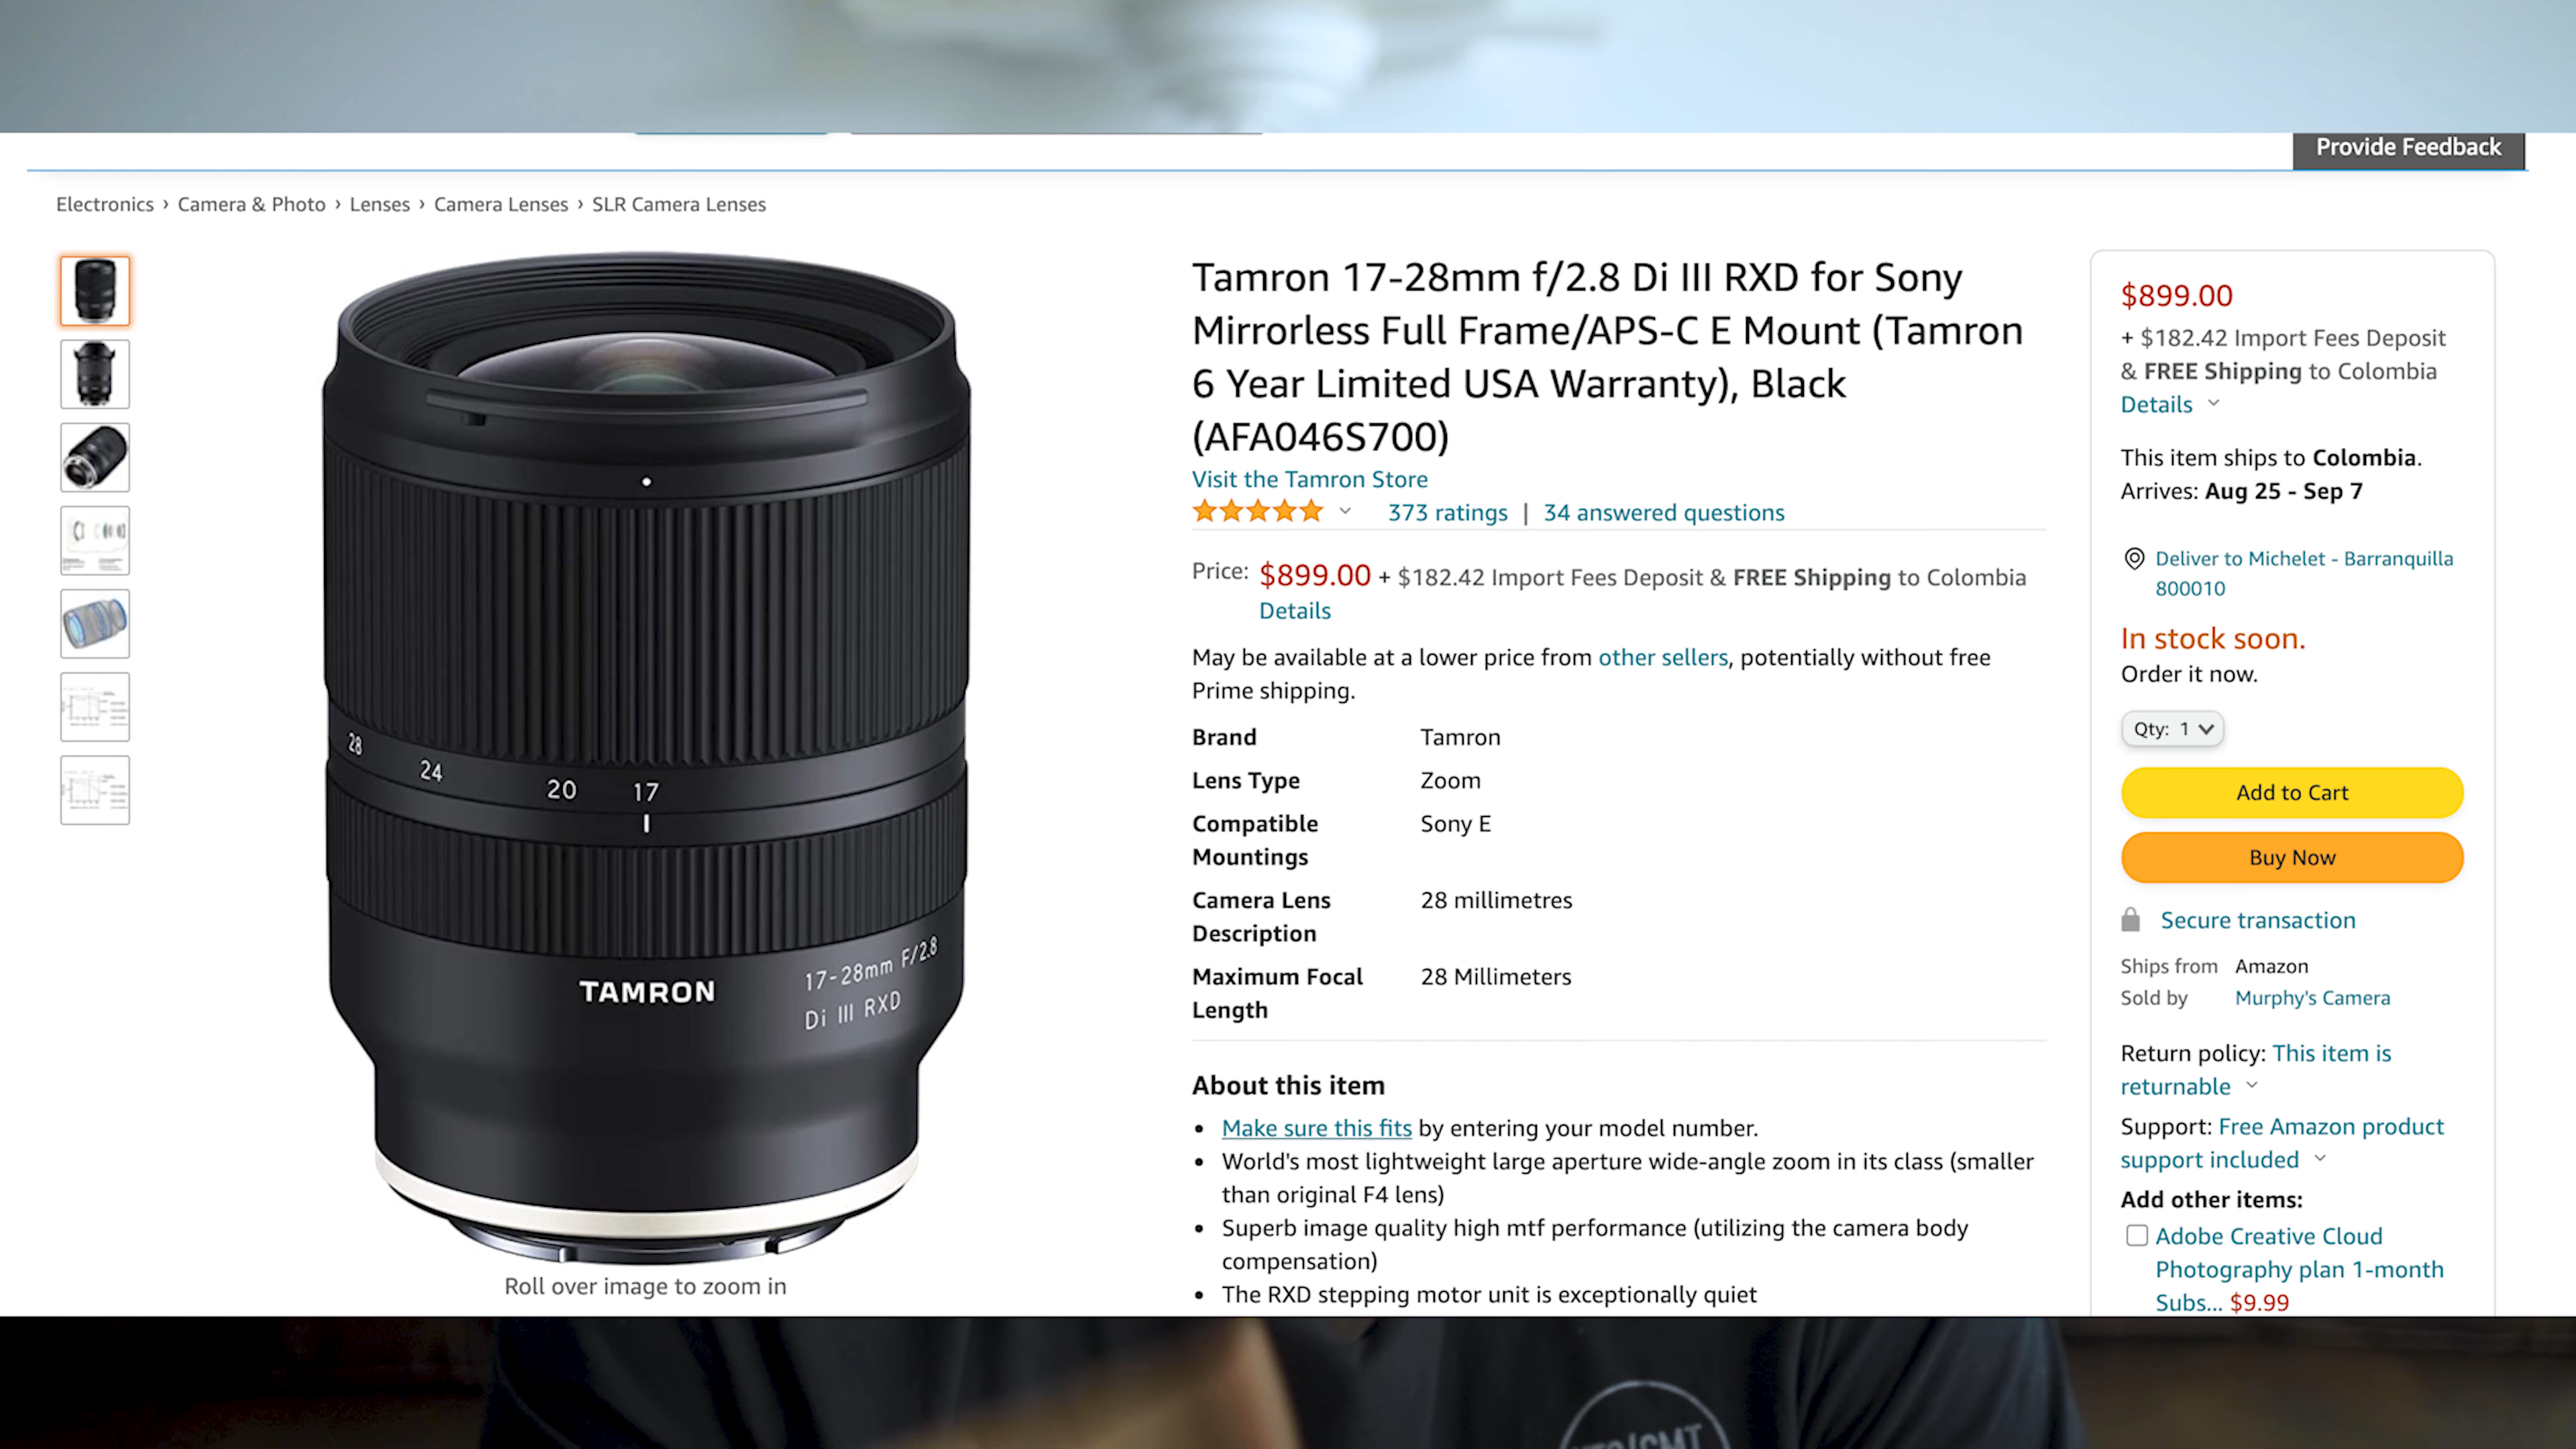 Provide Feedback
Electronics › Camera & Photo › Lenses › Camera Lenses › SLR Camera Lenses
28
24
20
17
TAMRON
17-28mm F/2.8
Di III RXD
Roll over image to zoom in
Tamron 17-28mm f/2.8 Di III RXD for Sony
Mirrorless Full Frame/APS-C E Mount (Tamron
6 Year Limited USA Warranty), Black
(AFA046S700)
Visit the Tamron Store
373 ratings | 34 answered questions
Price: $899.00 + $182.42 Import Fees Deposit & FREE Shipping to Colombia
Details
May be available at a lower price from other sellers, potentially without free
Prime shipping.
Brand Tamron
Lens Type Zoom
Compatible Sony E
Mountings
Camera Lens 28 millimetres
Description
Maximum Focal 28 Millimeters
Length
About this item
• Make sure this fits by entering your model number.
• World's most lightweight large aperture wide-angle zoom in its class (smaller
than original F4 lens)
• Superb image quality high mtf performance (utilizing the camera body
compensation)
• The RXD stepping motor unit is exceptionally quiet
$899.00
+ $182.42 Import Fees Deposit
& FREE Shipping to Colombia
Details
This item ships to Colombia.
Arrives: Aug 25 - Sep 7
Deliver to Michelet - Barranquilla
800010
In stock soon.
Order it now.
Qty: 1
Add to Cart
Buy Now
Secure transaction
Ships from Amazon
Sold by Murphy's Camera
Return policy: This item is
returnable
Support: Free Amazon product
support included
Add other items:
Adobe Creative Cloud
Photography plan 1-month
Subs... $9.99